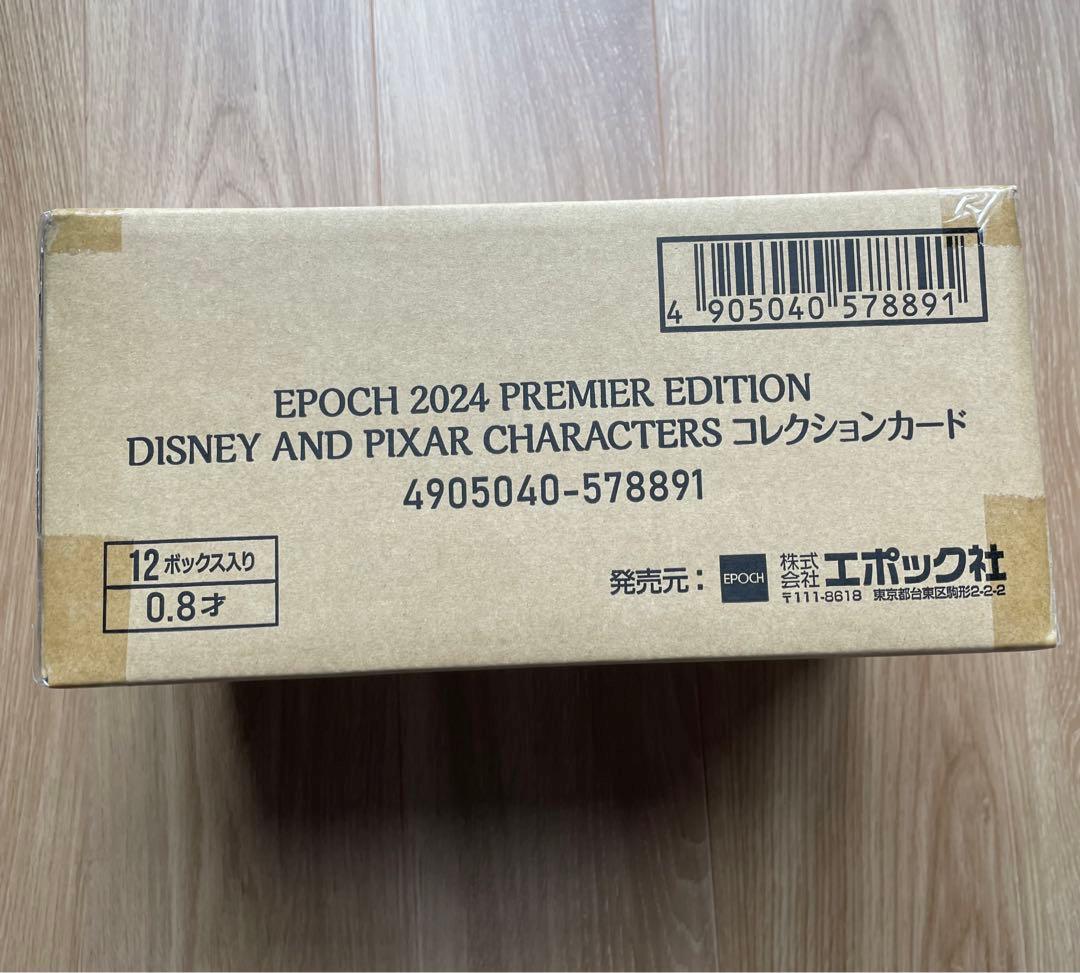 4 905040 578891
EPOCH 2024 PREMIER EDITION
DISNEY AND PIXAR CHARACTERS コレクションカード
4905040-578891
12ボックス入り
0.8才
発売元： EPOCH 株式会社 エポック社
〒111-8618 東京都台東区駒形2-2-2